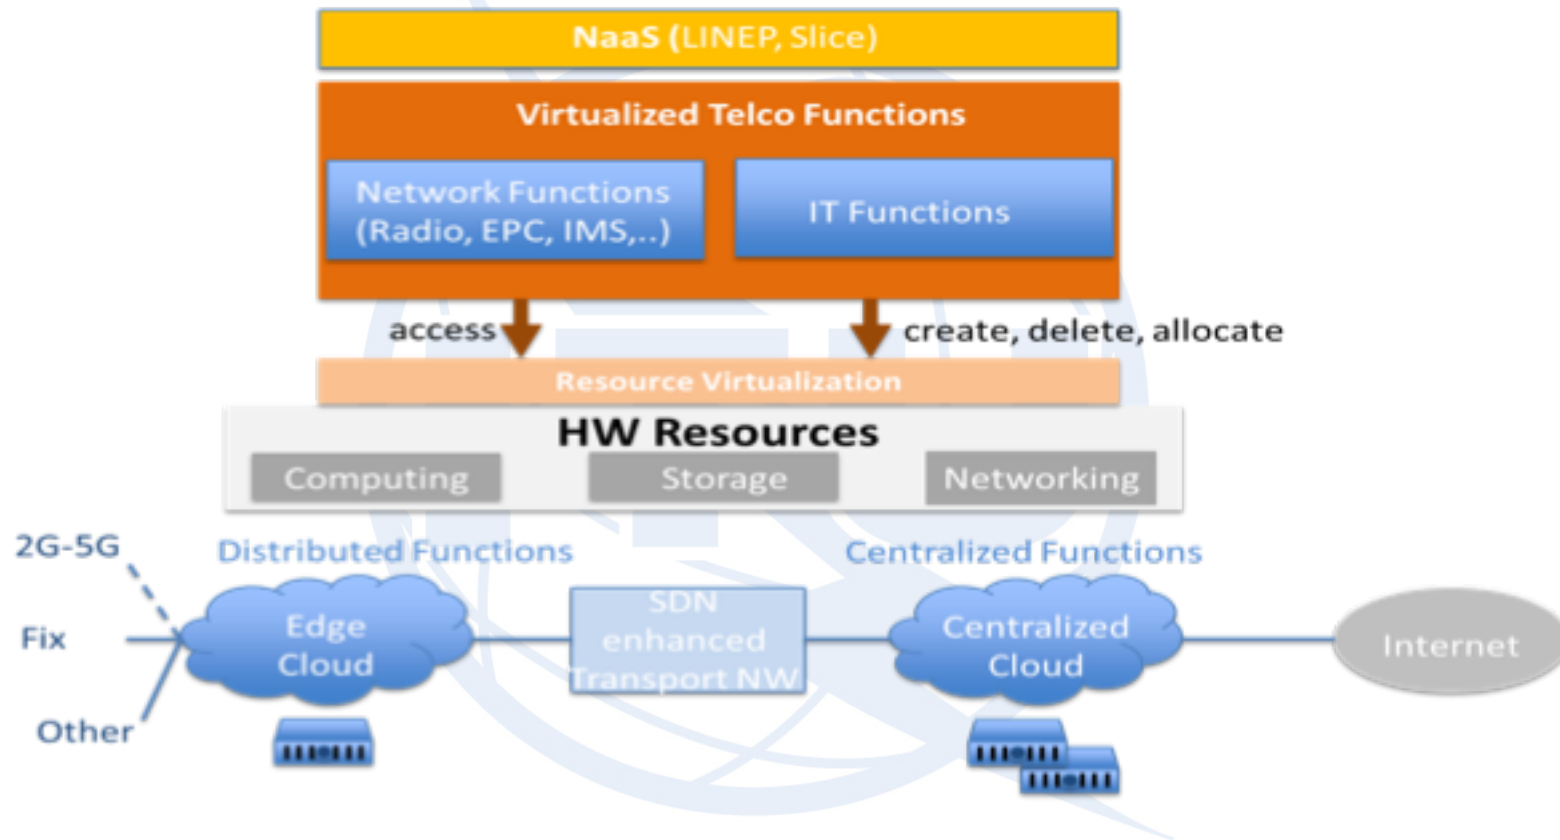 NaaS (LINEP, Slice)
Virtualized Telco Functions
Network Functions
(Radio, EPC, IMS,..)
IT Functions
access
create, delete, allocate
Resource Virtualization
HW Resources
Computing
Storage
Networking
2G-5G
Distributed Functions
Centralized Functions
Fix
Edge
Cloud
SDN
enhanced
Transport NW
Centralized
Cloud
Internet
Other